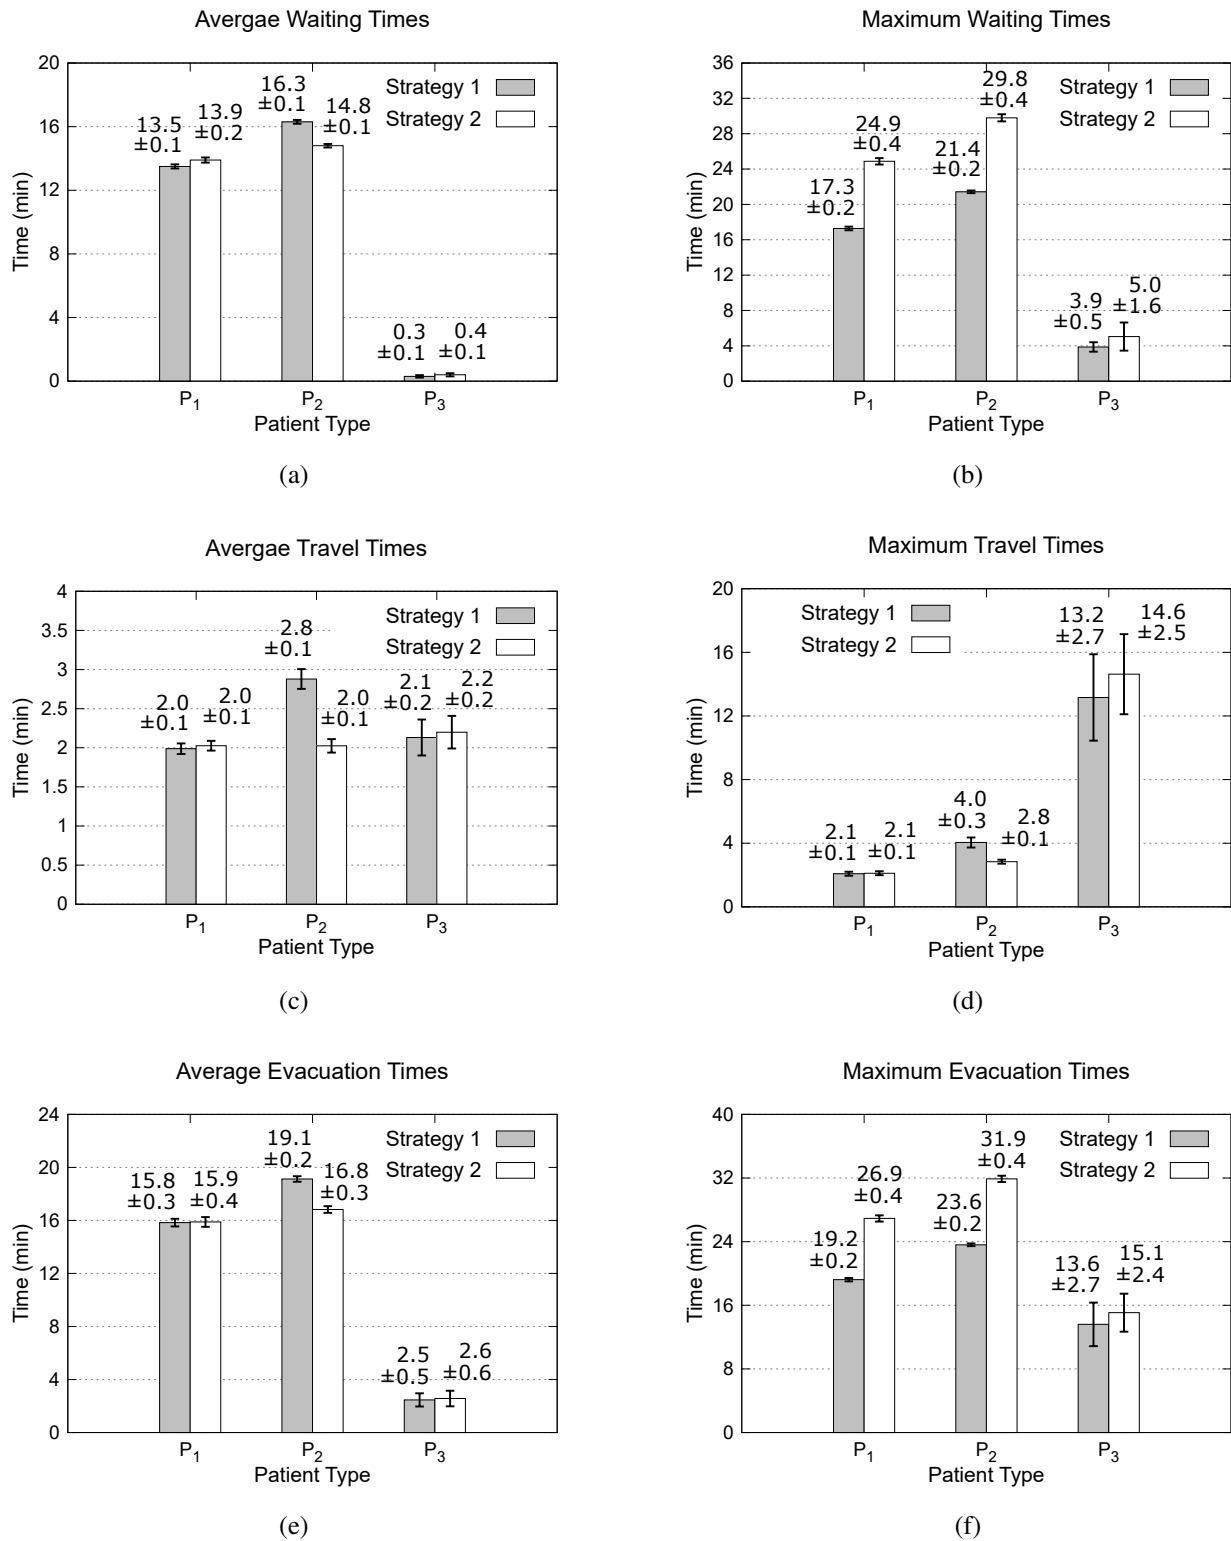 Avergae Waiting Times
Time (min)
20
16
12
8
4
0
Strategy 1
Strategy 2
13.5
±0.1
13.9
±0.2
16.3
±0.1
14.8
±0.1
0.3
±0.1
0.4
±0.1
P1
P2
P3
Patient Type
(a)
Maximum Waiting Times
Time (min)
36
32
28
24
20
16
12
8
4
0
Strategy 1
Strategy 2
17.3
±0.2
24.9
±0.4
21.4
±0.2
29.8
±0.4
3.9
±0.5
5.0
±1.6
P1
P2
P3
Patient Type
(b)
Avergae Travel Times
Time (min)
4
3.5
3
2.5
2
1.5
1
0.5
0
Strategy 1
Strategy 2
2.0
±0.1
2.0
±0.1
2.8
±0.1
2.0
±0.1
2.1
±0.2
2.2
±0.2
P1
P2
P3
Patient Type
(c)
Maximum Travel Times
Time (min)
20
16
12
8
4
0
Strategy 1
Strategy 2
2.1
±0.1
2.1
±0.1
4.0
±0.3
2.8
±0.1
13.2
±2.7
14.6
±2.5
P1
P2
P3
Patient Type
(d)
Average Evacuation Times
Time (min)
24
20
16
12
8
4
0
Strategy 1
Strategy 2
15.8
±0.3
15.9
±0.4
19.1
±0.2
16.8
±0.3
2.5
±0.5
2.6
±0.6
P1
P2
P3
Patient Type
(e)
Maximum Evacuation Times
Time (min)
40
32
24
16
8
0
Strategy 1
Strategy 2
19.2
±0.2
26.9
±0.4
23.6
±0.2
31.9
±0.4
13.6
±2.7
15.1
±2.4
P1
P2
P3
Patient Type
(f)